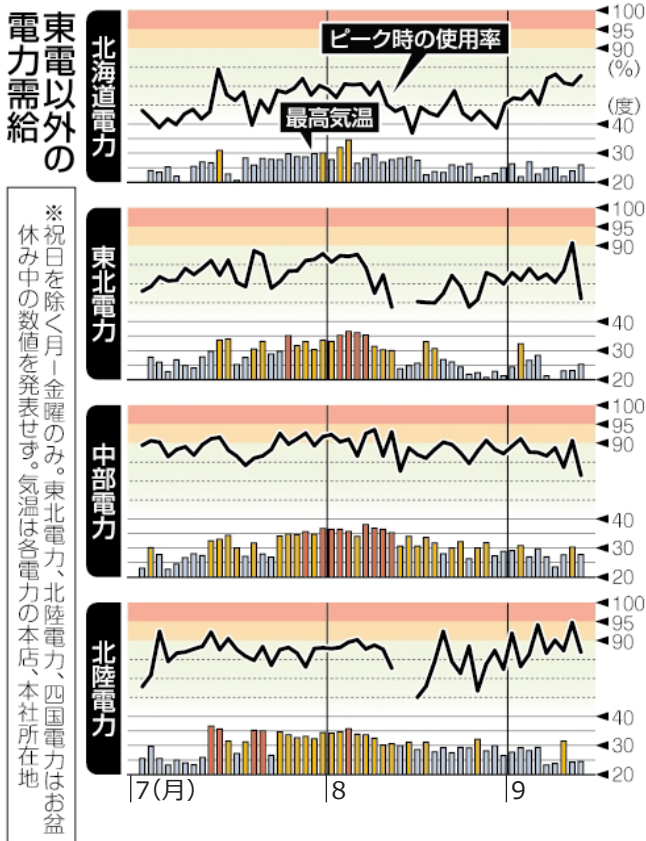 東電以外の
電力需給
※祝日を除く月―金曜のみ。東北電力、北陸電力、四国電力はお盆
休み中の数値を発表せず。気温は各電力の本店、本社所在地
北海道電力
ピーク時の使用率
最高気温
100
95
90
(%)
(度)
40
30
20
東北電力
100
95
90
40
30
20
中部電力
100
95
90
40
30
20
北陸電力
100
95
90
40
30
20
7(月)
8
9